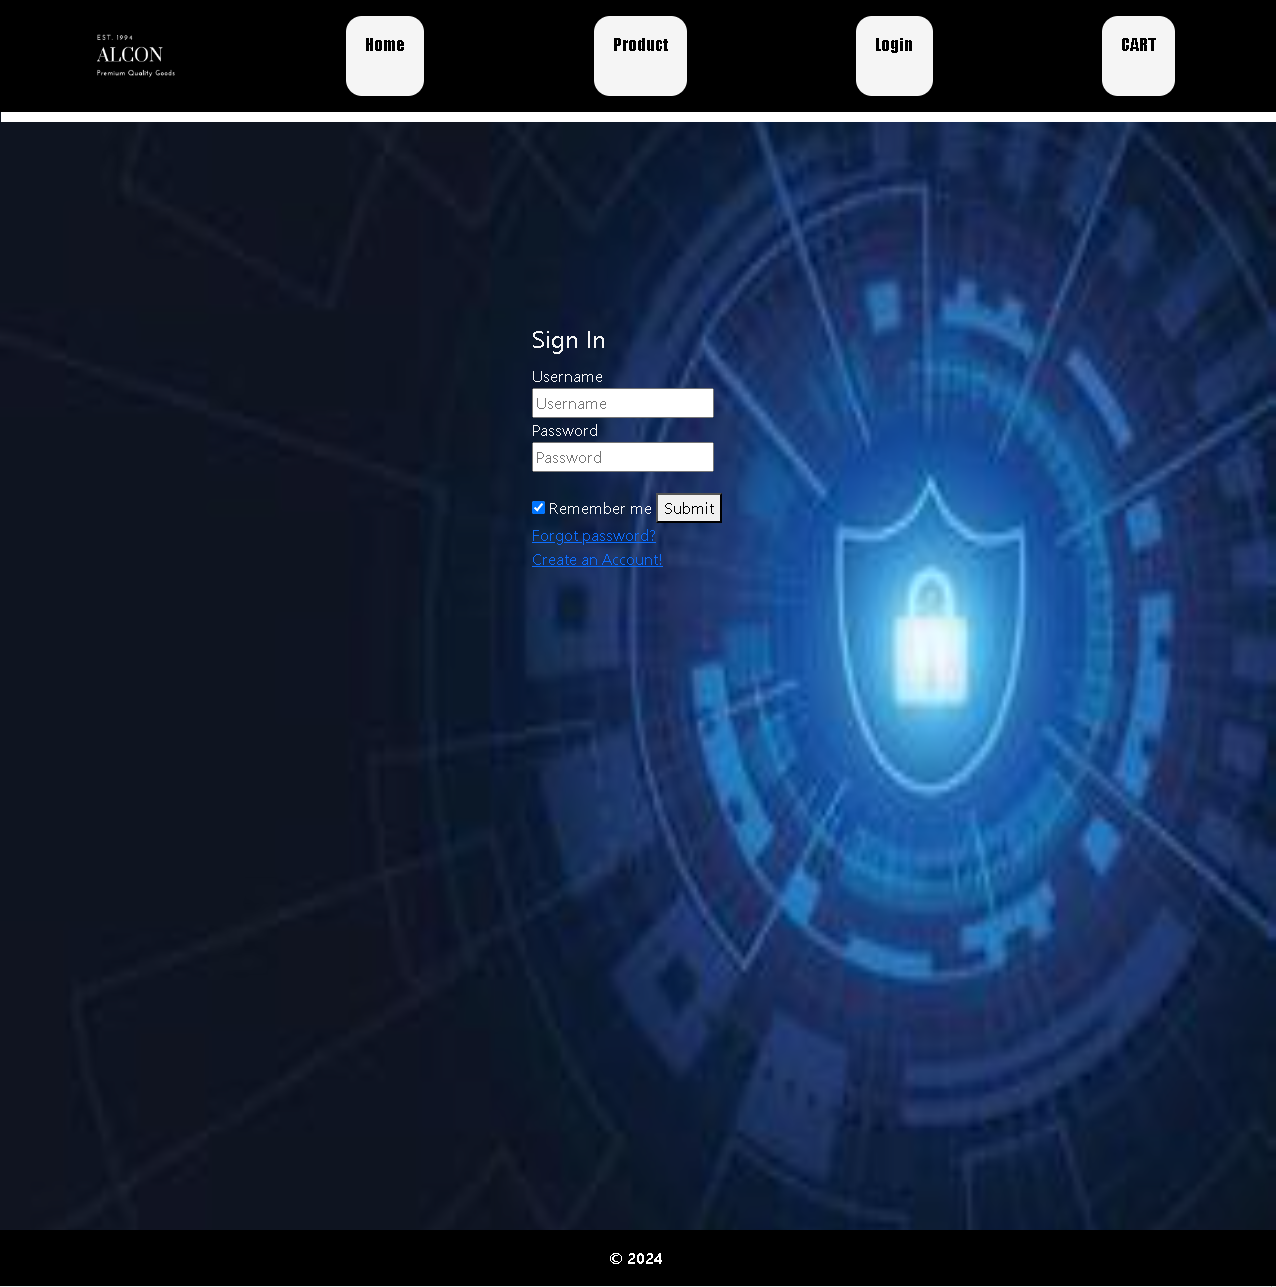 EST. 1994
ALCON
Premium Quality Goods
Home
Product
Login
CART
Sign In
Username
Username
Password
Password
Remember me Submit
Forgot password?
Create an Account!
© 2024